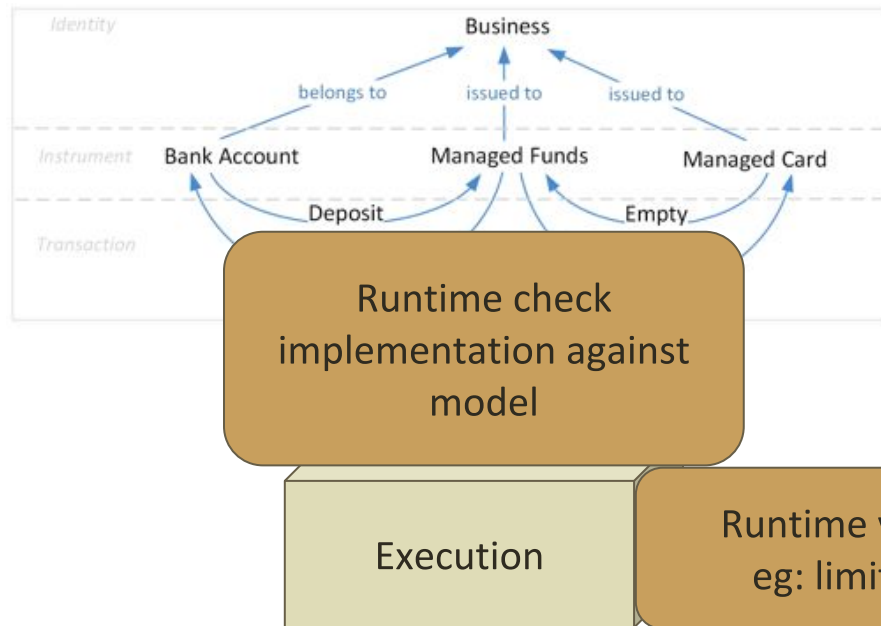 Identity
Business
belongs to
issued to
issued to
Instrument
Bank Account
Managed Funds
Managed Card
Deposit
Empty
Transaction
Runtime check
implementation against
model
Execution
Runtime
eg: